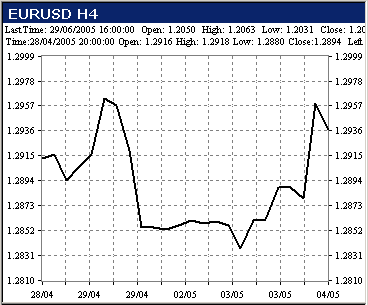 EURUSD H4
Last.Time: 29/06/2005 16:00:00 Open: 1.2050 High: 1.2063 Low: 1.2031 Close: 1.20
Time:28/04/2005 20:00:00 Open: 1.2916 High: 1.2918 Low: 1.2880 Close:1.2894 Left
1.2999 1.2999
1.2978 1.2978
1.2957 1.2957
1.2936 1.2936
1.2915 1.2915
1.2894 1.2894
1.2873 1.2873
1.2852 1.2852
1.2831 1.2831
1.2810 1.2810
28/04 29/04 02/05 03/05 03/05 04/05